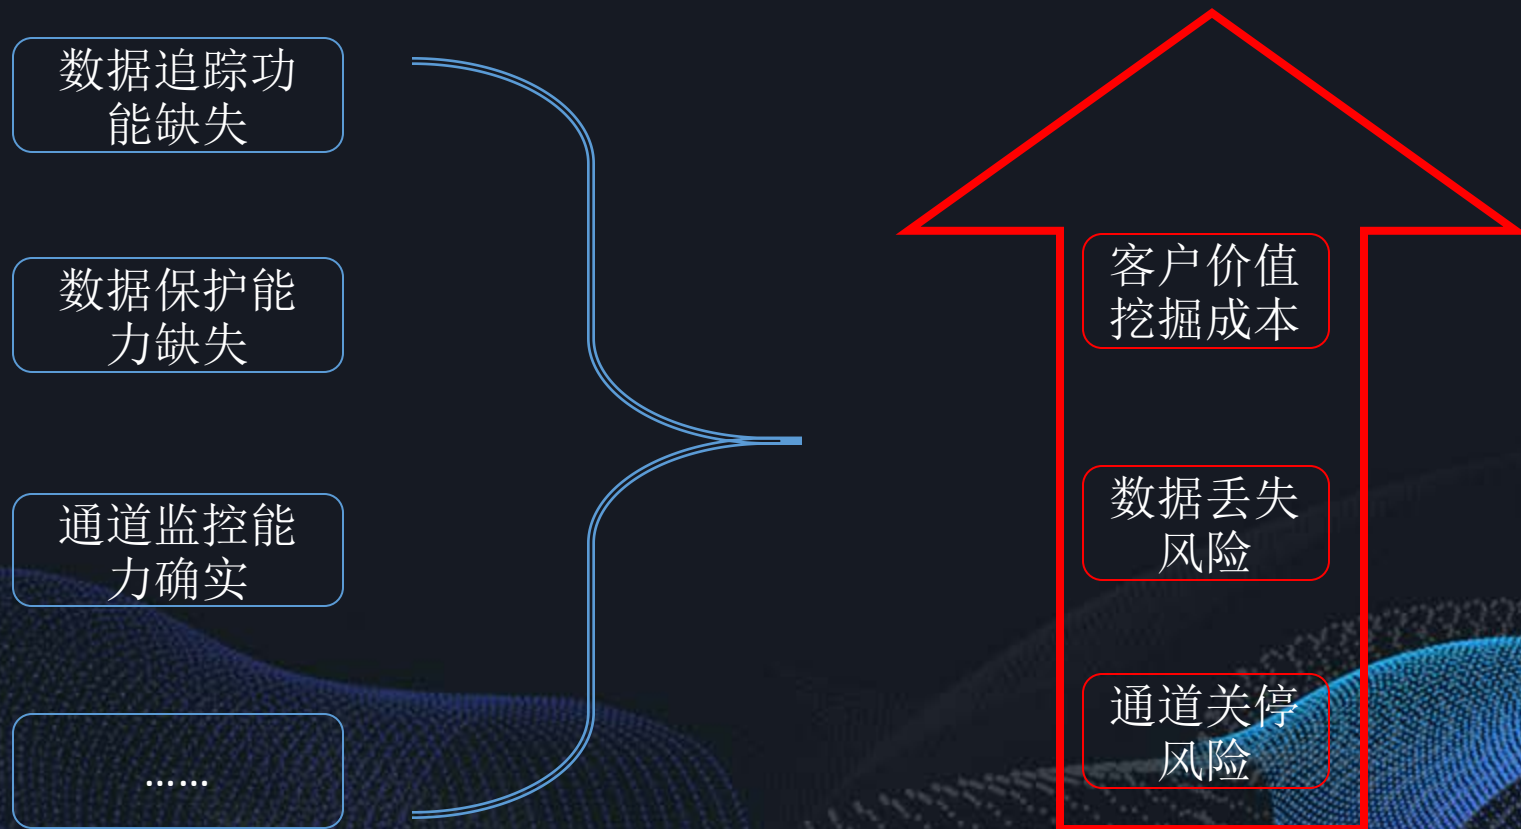 数据追踪功
能缺失
数据保护能
力缺失
通道监控能
力确实
……
客户价值
挖掘成本
数据丢失
风险
通道关停
风险